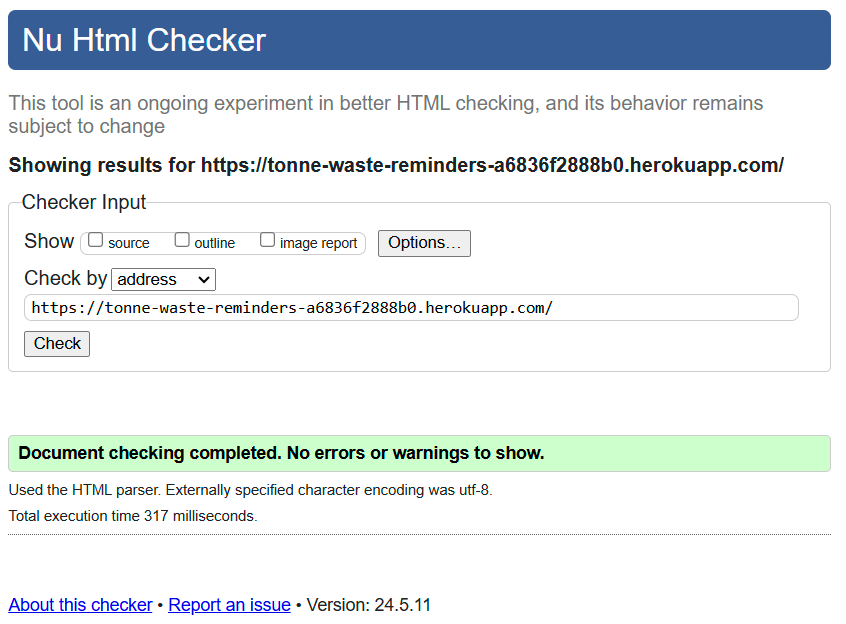 Nu Html Checker
This tool is an ongoing experiment in better HTML checking, and its behavior remains
subject to change
Showing results for https://tonne-waste-reminders-a6836f2888b0.herokuapp.com/
Checker Input
Show source outline image report Options...
Check by address
https://tonne-waste-reminders-a6836f2888b0.herokuapp.com/
Check
Document checking completed. No errors or warnings to show.
Used the HTML parser. Externally specified character encoding was utf-8.
Total execution time 317 milliseconds.
About this checker • Report an issue • Version: 24.5.11